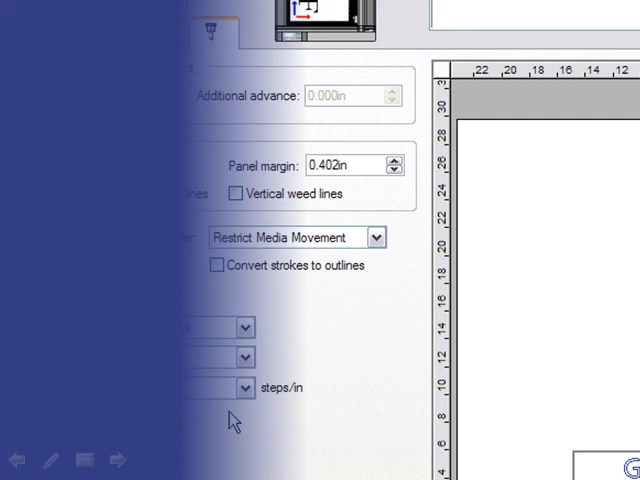 Additional advance: 0.000in
Panel margin: 0.402in
Vertical weed lines
Restrict Media Movement
Convert strokes to outlines
steps/in
22 20 18 16 14 12
30
28
26
24
22
20
18
16
14
12
10
8
6
4
G